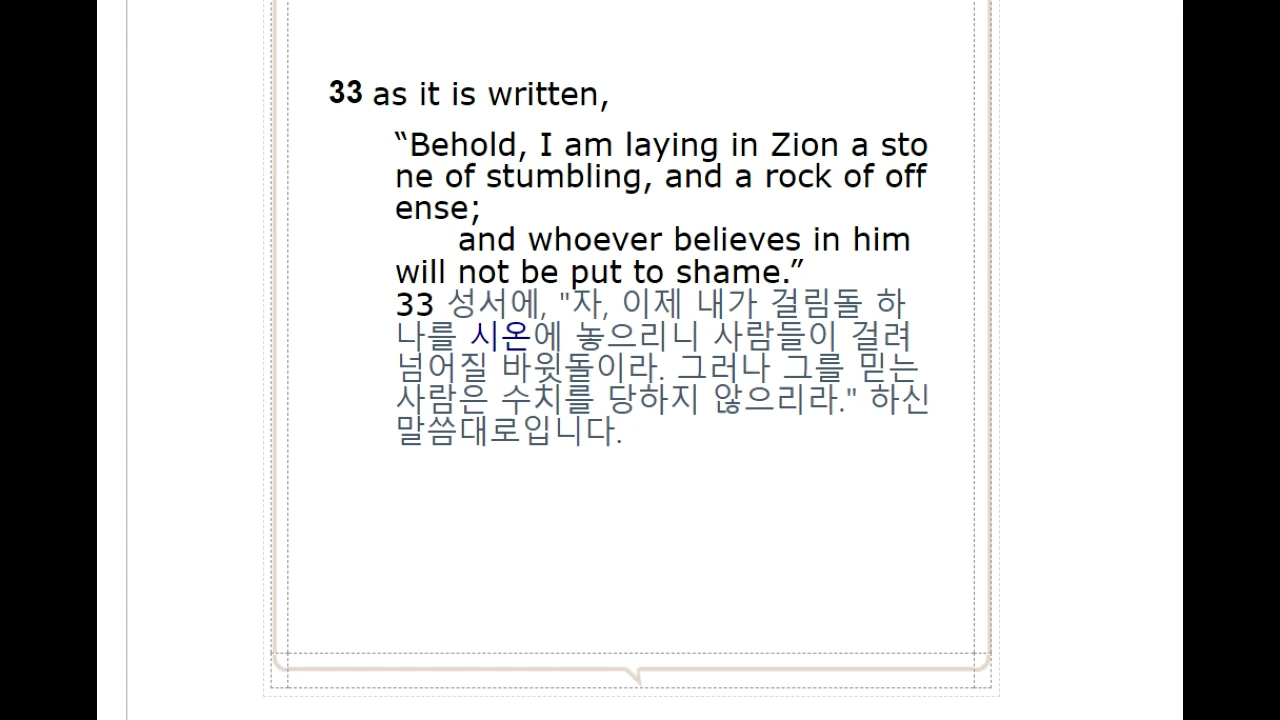 33 as it is written,
“Behold, I am laying in Zion a sto
ne of stumbling, and a rock of off
ense;
and whoever believes in him
will not be put to shame.”
33 성서에, "자, 이제 내가 걸림돌 하
나를 시온에 놓으리니 사람들이 걸려
넘어질 바윗돌이라. 그러나 그를 믿는
사람은 수치를 당하지 않으리라." 하신
말씀대로입니다.